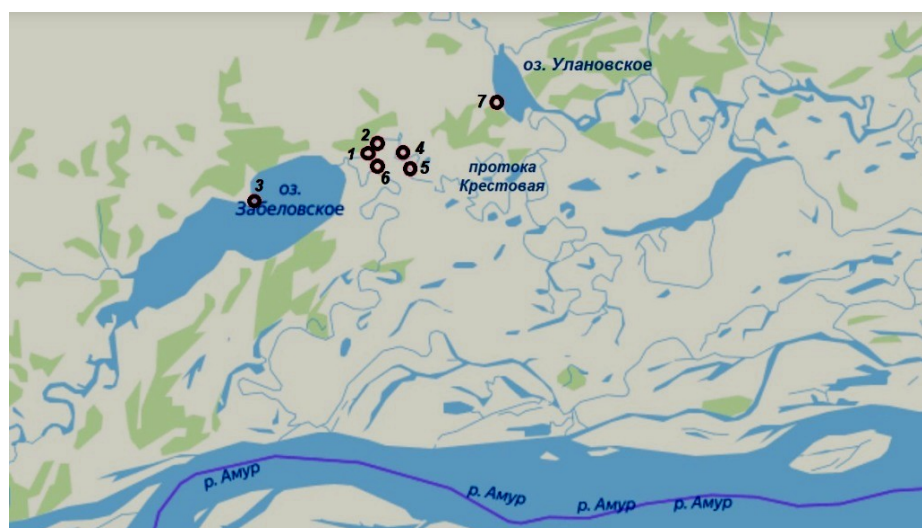 оз. Улановское
7
2
1
4
5
6
протока
Крестовая
3
оз.
Забеловское
р. Амур
р. Амур
р. Амур
р. Амур